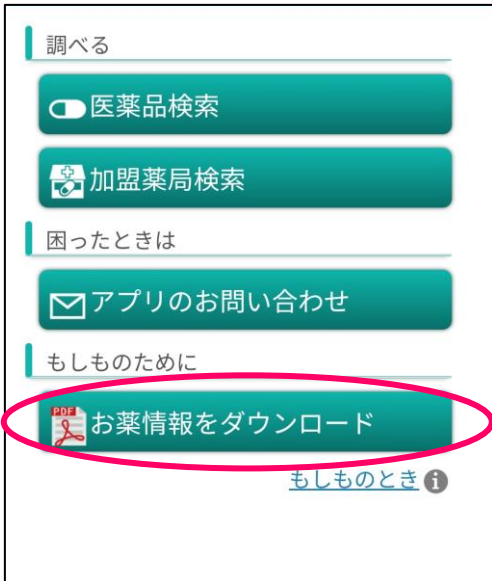 調べる
医薬品検索
加盟薬局検索
困ったときは
アプリのお問い合わせ
もしものために
PDF
お薬情報をダウンロード
もしものとき i